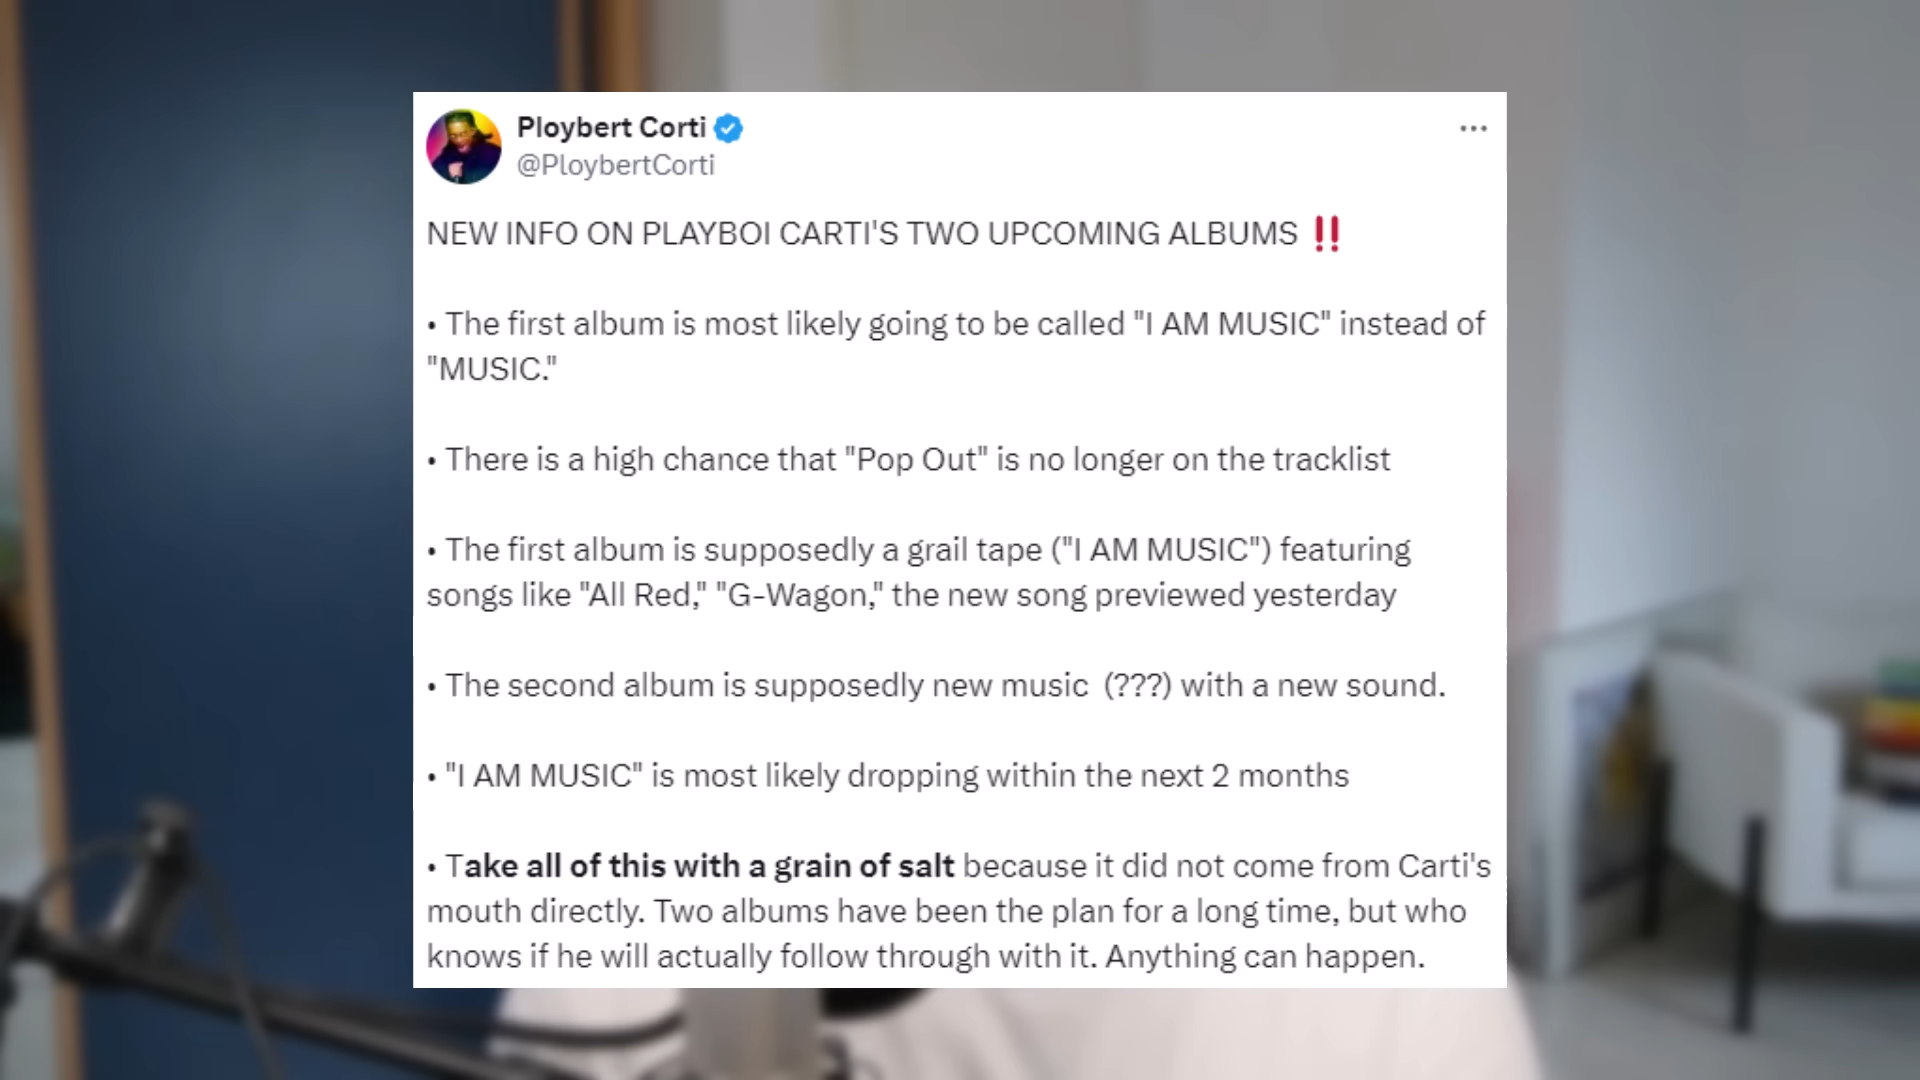 Ploybert Corti
@PloybertCorti
NEW INFO ON PLAYBOI CARTI'S TWO UPCOMING ALBUMS ‼️
• The first album is most likely going to be called "I AM MUSIC" instead of
"MUSIC."
• There is a high chance that "Pop Out" is no longer on the tracklist
• The first album is supposedly a grail tape ("I AM MUSIC") featuring
songs like "All Red," "G-Wagon," the new song previewed yesterday
• The second album is supposedly new music  (???) with a new sound.
• "I AM MUSIC" is most likely dropping within the next 2 months
• Take all of this with a grain of salt because it did not come from Carti's
mouth directly. Two albums have been the plan for a long time, but who
knows if he will actually follow through with it. Anything can happen.